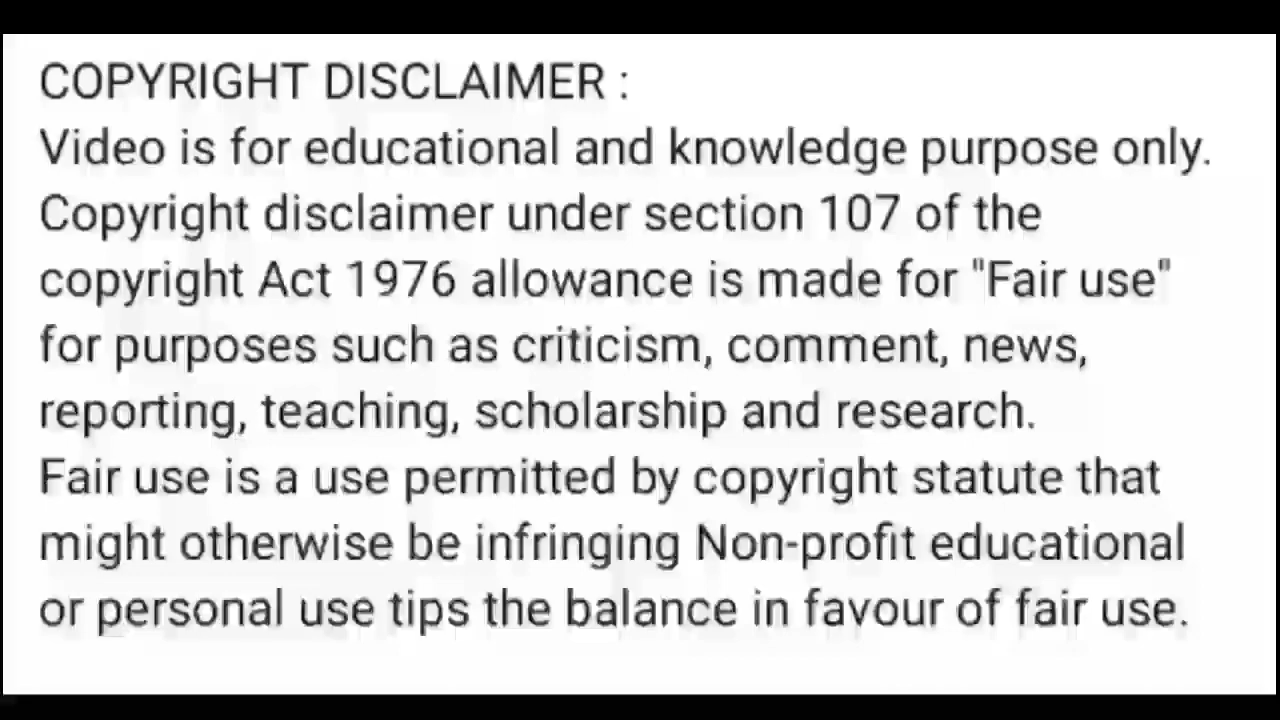 COPYRIGHT DISCLAIMER :
Video is for educational and knowledge purpose only.
Copyright disclaimer under section 107 of the
copyright Act 1976 allowance is made for "Fair use"
for purposes such as criticism, comment, news,
reporting, teaching, scholarship and research.
Fair use is a use permitted by copyright statute that
might otherwise be infringing Non-profit educational
or personal use tips the balance in favour of fair use.